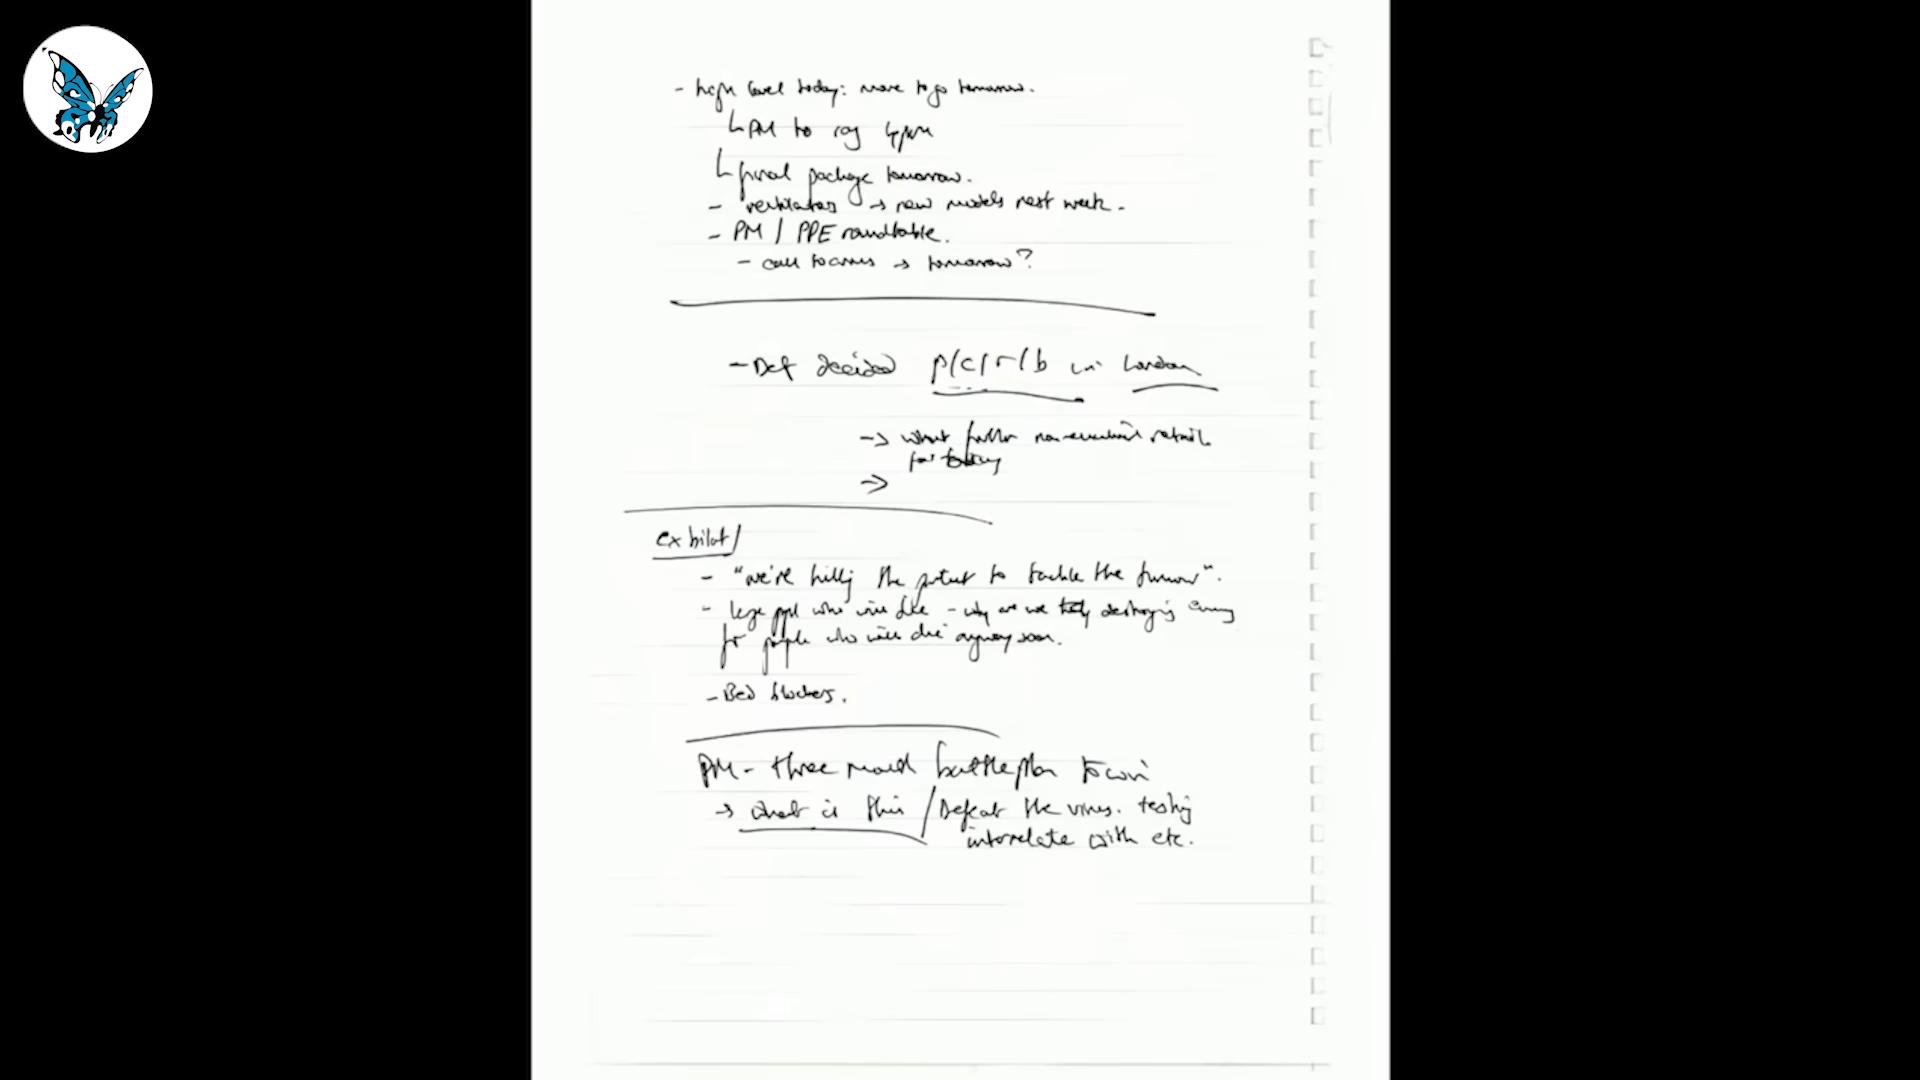 - high level today: more to go tomorrow.
↳ PM to say 4pm
↳ final package tomorrow.
- ventilators → new models next week.
- PM / PPE roundtable.
- call to arms → tomorrow?
- Def decided p/c/r/b in London
→ what further non-essential retail
for today
→
ex bilat/
- "we're killing the patient to tackle the tumour".
- large ppl who will die - why are we destroying economy
for people who will die anyway soon.
- Bed blockers.
PM - three month battleplan to win
→ what is this / Defeat the virus. testing
interrelate with etc.